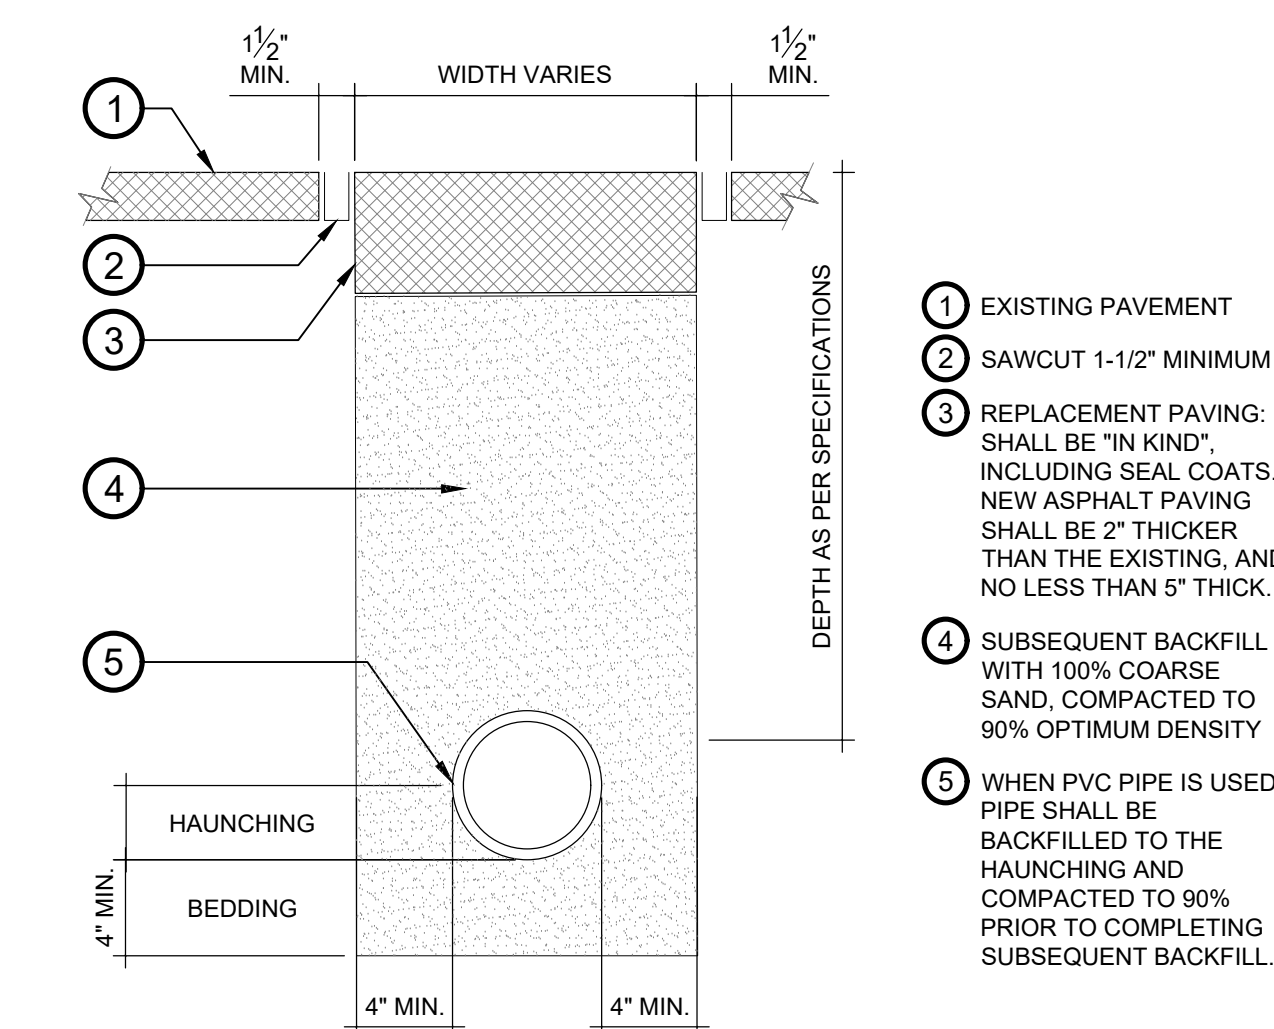 1½"
MIN.
WIDTH VARIES
1½"
MIN.
1
2
3
4
5
DEPTH AS PER SPECIFICATIONS
HAUNCHING
BEDDING
4" MIN.
4" MIN.
4" MIN.
1 EXISTING PAVEMENT
2 SAWCUT 1-1/2" MINIMUM
3 REPLACEMENT PAVING:
SHALL BE "IN KIND",
INCLUDING SEAL COATS.
NEW ASPHALT PAVING
SHALL BE 2" THICKER
THAN THE EXISTING, AND
NO LESS THAN 5" THICK.
4 SUBSEQUENT BACKFILL
WITH 100% COARSE
SAND, COMPACTED TO
90% OPTIMUM DENSITY
5 WHEN PVC PIPE IS USED
PIPE SHALL BE
BACKFILLED TO THE
HAUNCHING AND
COMPACTED TO 90%
PRIOR TO COMPLETING
SUBSEQUENT BACKFILL.